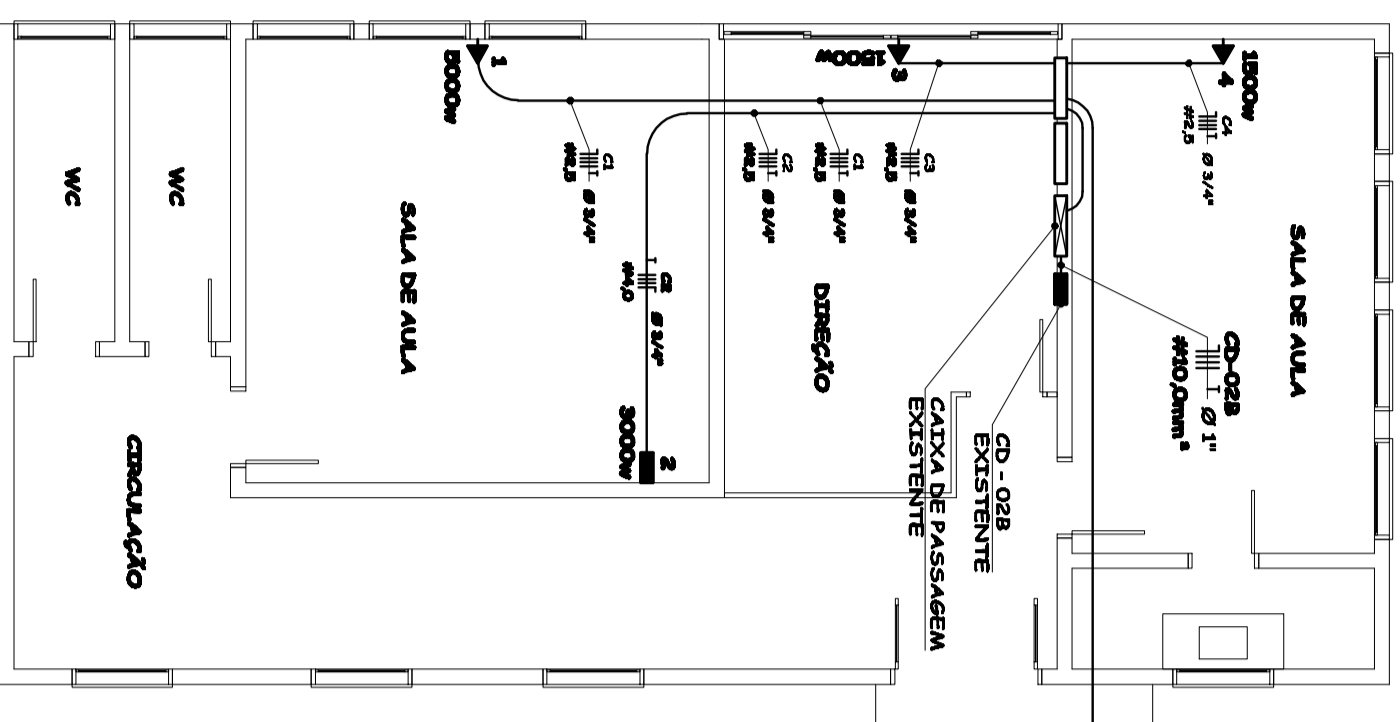 WC
WC
CIRCULAÇÃO
SALA DE AULA
1
5000w
C1
#2,5
Ø 3/4"
C2
#4,0
Ø 3/4"
2
3000w
C2
#2,5
Ø 3/4"
C1
#2,5
Ø 3/4"
C3
#2,5
Ø 3/4"
3
1500w
DIREÇÃO
CAIXA DE PASSAGEM
EXISTENTE
CD - 02B
EXISTENTE
4
1500w
C4
#2,5
Ø 3/4"
SALA DE AULA
CD-02B
#10,0mm²
Ø 1"